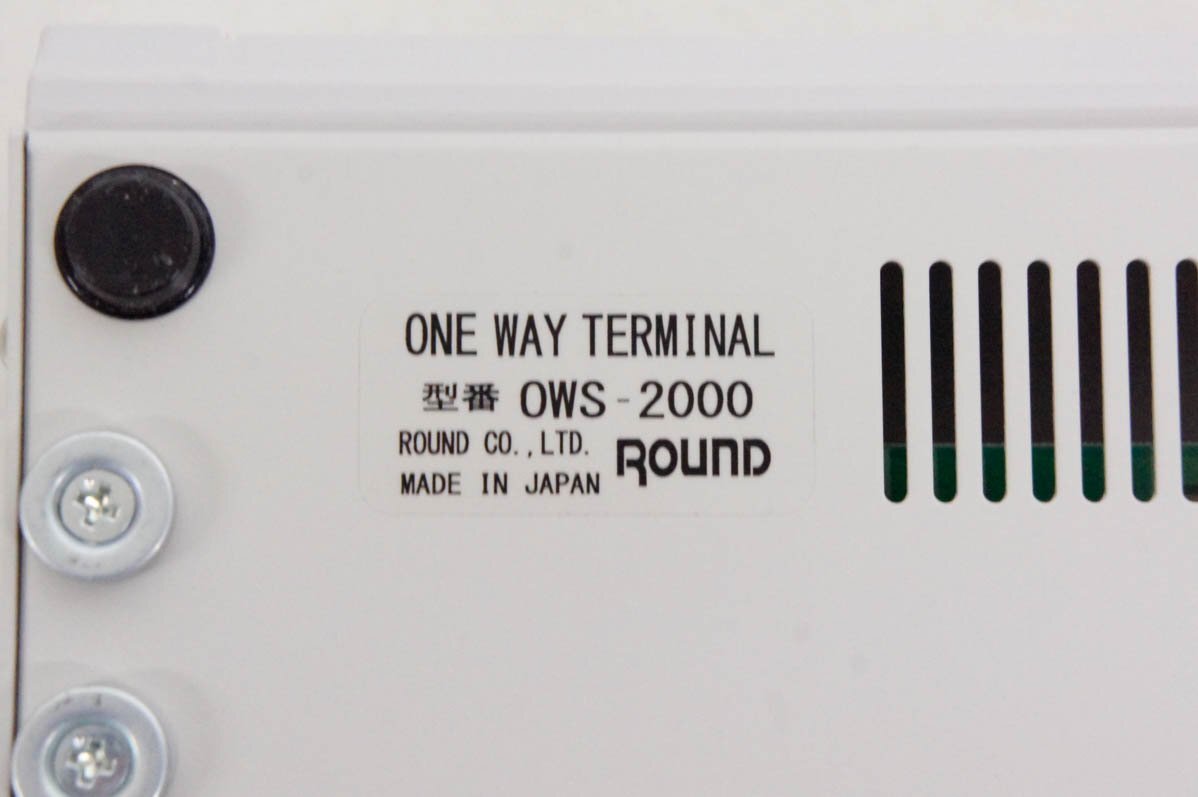 ONE WAY TERMINAL
型番 OWS-2000
ROUND CO.,LTD.
MADE IN JAPAN
ROUND